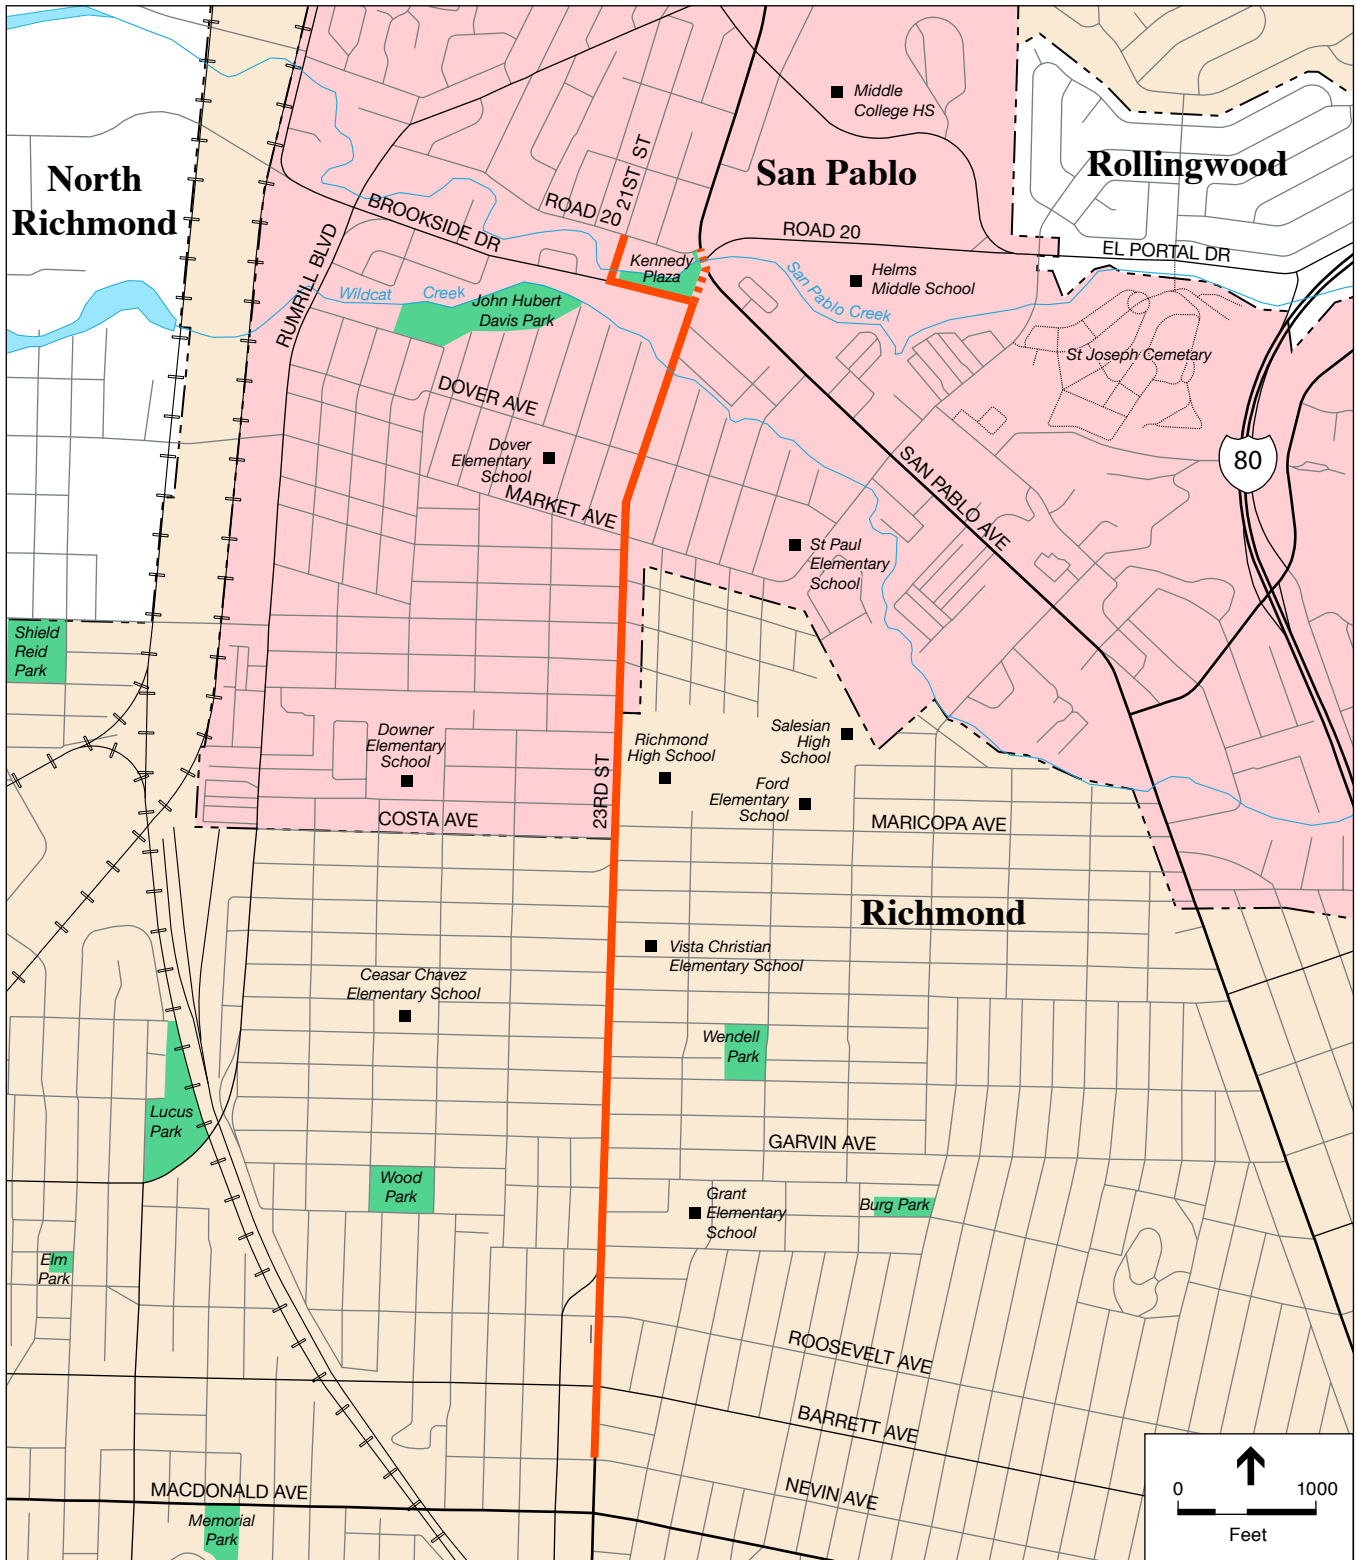 Middle
College HS
North
Richmond
San Pablo
Rollingwood
21ST ST
ROAD 20
BROOKSIDE DR
ROAD 20
EL PORTAL DR
RUMRILL BLVD
Kennedy
Plaza
Helms
Middle School
San Pablo Creek
Wildcat Creek
John Hubert
Davis Park
St Joseph Cemetary
DOVER AVE
Dover
Elementary
School
MARKET AVE
SAN PABLO AVE
80
St Paul
Elementary
School
Shield
Reid
Park
Downer
Elementary
School
Richmond
High School
Salesian
High
School
23RD ST
Ford
Elementary
School
COSTA AVE
MARICOPA AVE
Richmond
Vista Christian
Elementary School
Ceasar Chavez
Elementary School
Wendell
Park
Lucus
Park
GARVIN AVE
Wood
Park
Grant
Elementary
School
Burg Park
Elm
Park
ROOSEVELT AVE
BARRETT AVE
NEVIN AVE
MACDONALD AVE
Memorial
Park
0 1000
Feet